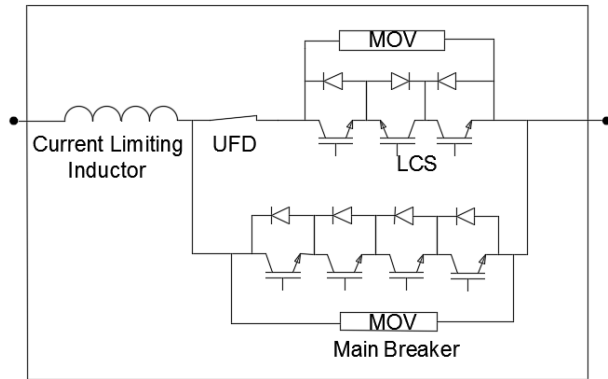 MOV
Current Limiting
Inductor
UFD
LCS
MOV
Main Breaker